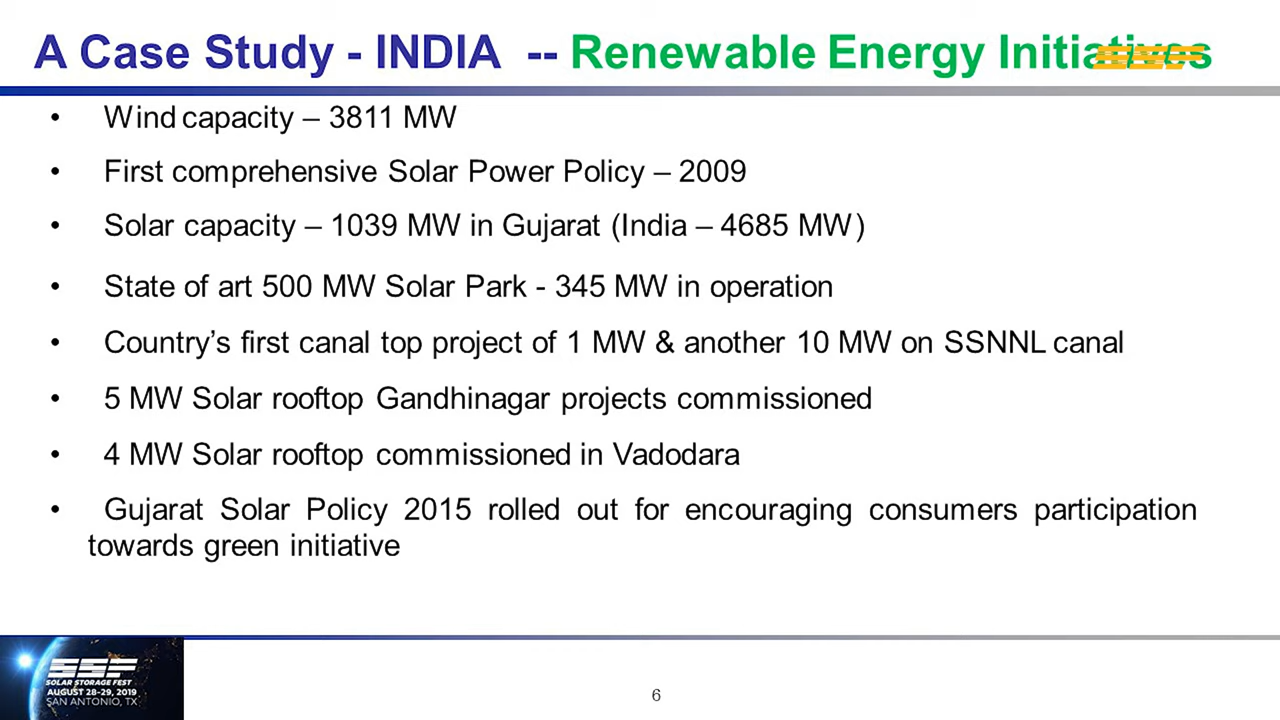 A Case Study - INDIA -- Renewable Energy Initiatives
• Wind capacity – 3811 MW
• First comprehensive Solar Power Policy – 2009
• Solar capacity – 1039 MW in Gujarat (India – 4685 MW)
• State of art 500 MW Solar Park - 345 MW in operation
• Country’s first canal top project of 1 MW & another 10 MW on SSNNL canal
• 5 MW Solar rooftop Gandhinagar projects commissioned
• 4 MW Solar rooftop commissioned in Vadodara
• Gujarat Solar Policy 2015 rolled out for encouraging consumers participation
towards green initiative
SSF
SOLAR STORAGE FEST
AUGUST 28-29, 2019
SAN ANTONIO, TX
6